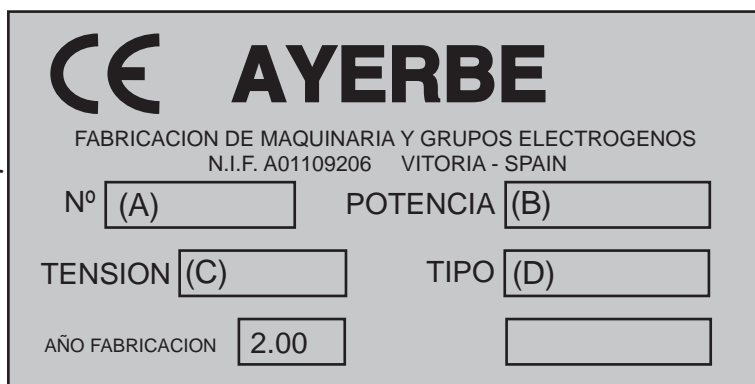 CE AYERBE
FABRICACION DE MAQUINARIA Y GRUPOS ELECTROGENOS
N.I.F. A01109206 VITORIA - SPAIN
Nº (A) POTENCIA (B)
TENSION (C) TIPO (D)
AÑO FABRICACION 2.00